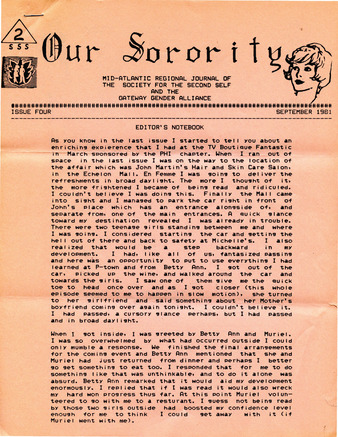 2
S S S
Our Sorority
MID-ATLANTIC REGIONAL JOURNAL OF
THE SOCIETY FOR THE SECOND SELF
AND THE
GATEWAY GENDER ALLIANCE
ISSUE FOUR
SEPTEMBER 1981
EDITOR'S NOTEBOOK
As you know in the last issue I started to tell you about an
enriching experience that I had at the TV Boutique Fantastic
in March sponsored by the PHI chapter. When I ran out of
space in the last issue I was on the way to the location of
the affair which was John Martin's Hair and Skin Care Salon,
in the Echelon Mall. En Femme I was going to deliver the
refreshments in broad daylight. The more I thought of it,
the more frightened I became of being read and ridiculed.
I couldn't believe I was doing this. Finally the Mall came
into sight and I managed to park the car right in front of
John's place which has an entrance alongside of, and
separate from, one of the main entrances. A quick glance
toward my destination revealed I was already in trouble.
There were two teenage girls standing between me and where
I was going. I considered starting the car and getting the
hell out of there and back to safety at Michelle's. I also
realized that would be a step backward in my
development. I had, like all of us, fantasized passing
and here was an opportunity to put to use everything I had
learned at P-town and from Betty Ann. I got out of the
car, picked up the wine, and walked around the car and
towards the girls. I saw one of them give me the quick
toe to head once over and as I got closer (this whole
episode seemed to me to happen in slow motion), she turned
to her girlfriend and said something about her Mother's
boyfriend coming over again tonight. I couldn't believe it.
I had passed, a cursory glance perhaps, but I had passed
and in broad daylight.
When I got inside, I was greeted by Betty Ann and Muriel.
I was so overwhelmed by what had occurred outside I could
only mumble a response. We finished the final arrangements
for the coming event and Betty Ann mentioned that she and
Muriel had just returned from dinner and perhaps I better
go get something to eat too. I responded that for me to do
something like that was unthinkable, and to do it alone was
absurd. Betty Ann remarked that it would aid my development
enormously. I replied that if I was read it would also wreck
my hard won progress thus far. At this point Muriel volun-
teered to go with me to a resturant. I guess not being read
by those two girls outside had boosted my confidence level
enough for me to think I could get away with it (if
Muriel went with me).